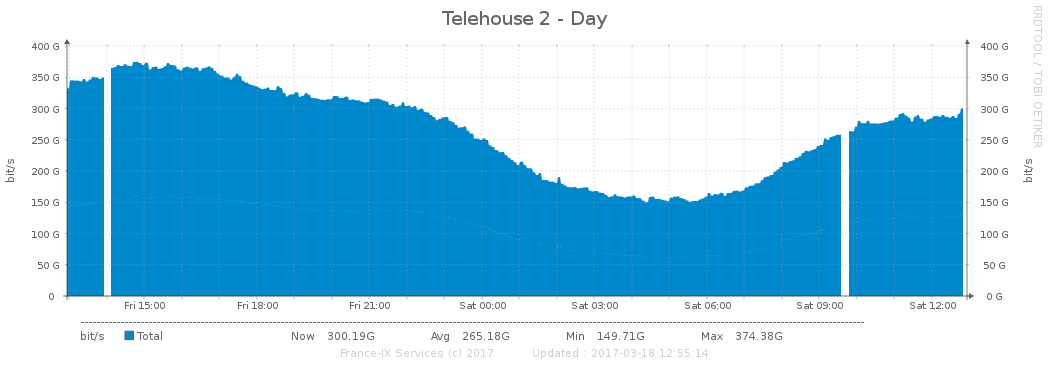 Telehouse 2 - Day
RRDTOOL / TOBI OETIKER
400 G 400 G
350 G 350 G
300 G 300 G
250 G 250 G
200 G 200 G
150 G 150 G
100 G 100 G
50 G 50 G
0 0 G
bit/s bit/s
Fri 15:00 Fri 18:00 Fri 21:00 Sat 00:00 Sat 03:00 Sat 06:00 Sat 09:00 Sat 12:00
bit/s Total Now 300.19G Avg 265.18G Min 149.71G Max 374.38G
France-IX Services (c) 2017 Updated : 2017-03-18 12:55:14